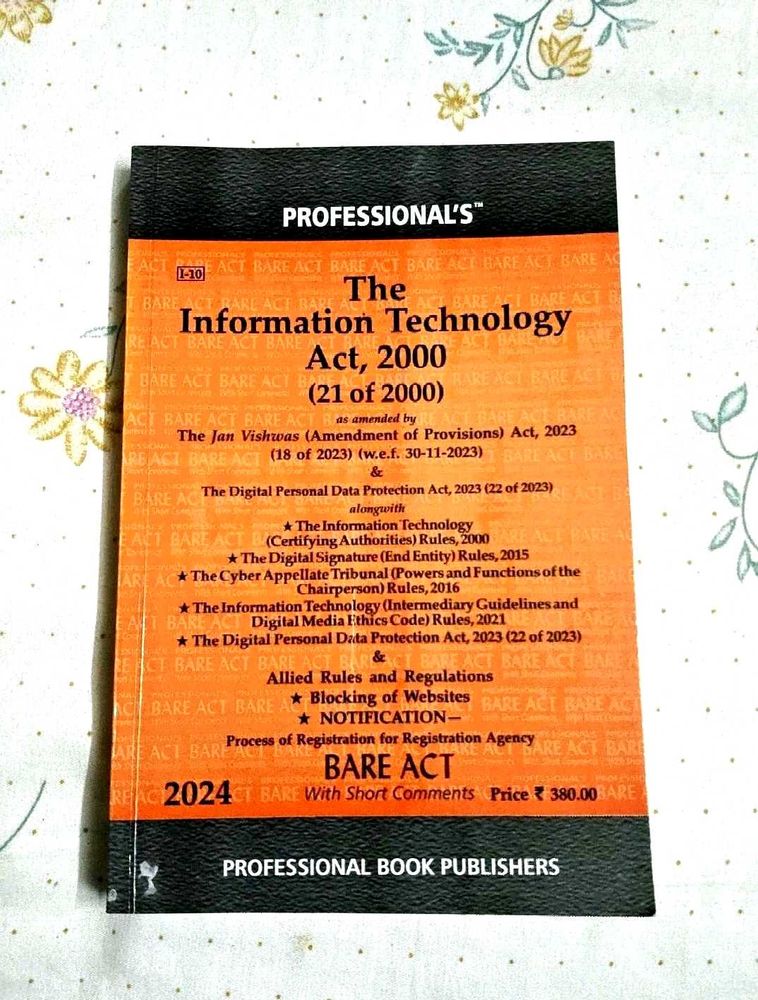 PROFESSIONAL'S™
I-10
The
Information Technology
Act, 2000
(21 of 2000)
as amended by
The Jan Vishwas (Amendment of Provisions) Act, 2023
(18 of 2023) (w.e.f. 30-11-2023)
&
The Digital Personal Data Protection Act, 2023 (22 of 2023)
alongwith
★ The Information Technology
(Certifying Authorities) Rules, 2000
★ The Digital Signature (End Entity) Rules, 2015
★ The Cyber Appellate Tribunal (Powers and Functions of the
Chairperson) Rules, 2016
★ The Information Technology (Intermediary Guidelines and
Digital Media Ethics Code) Rules, 2021
★ The Digital Personal Data Protection Act, 2023 (22 of 2023)
&
Allied Rules and Regulations
★ Blocking of Websites
★ NOTIFICATION—
Process of Registration for Registration Agency
BARE ACT
2024 With Short Comments Price ₹ 380.00
PROFESSIONAL BOOK PUBLISHERS